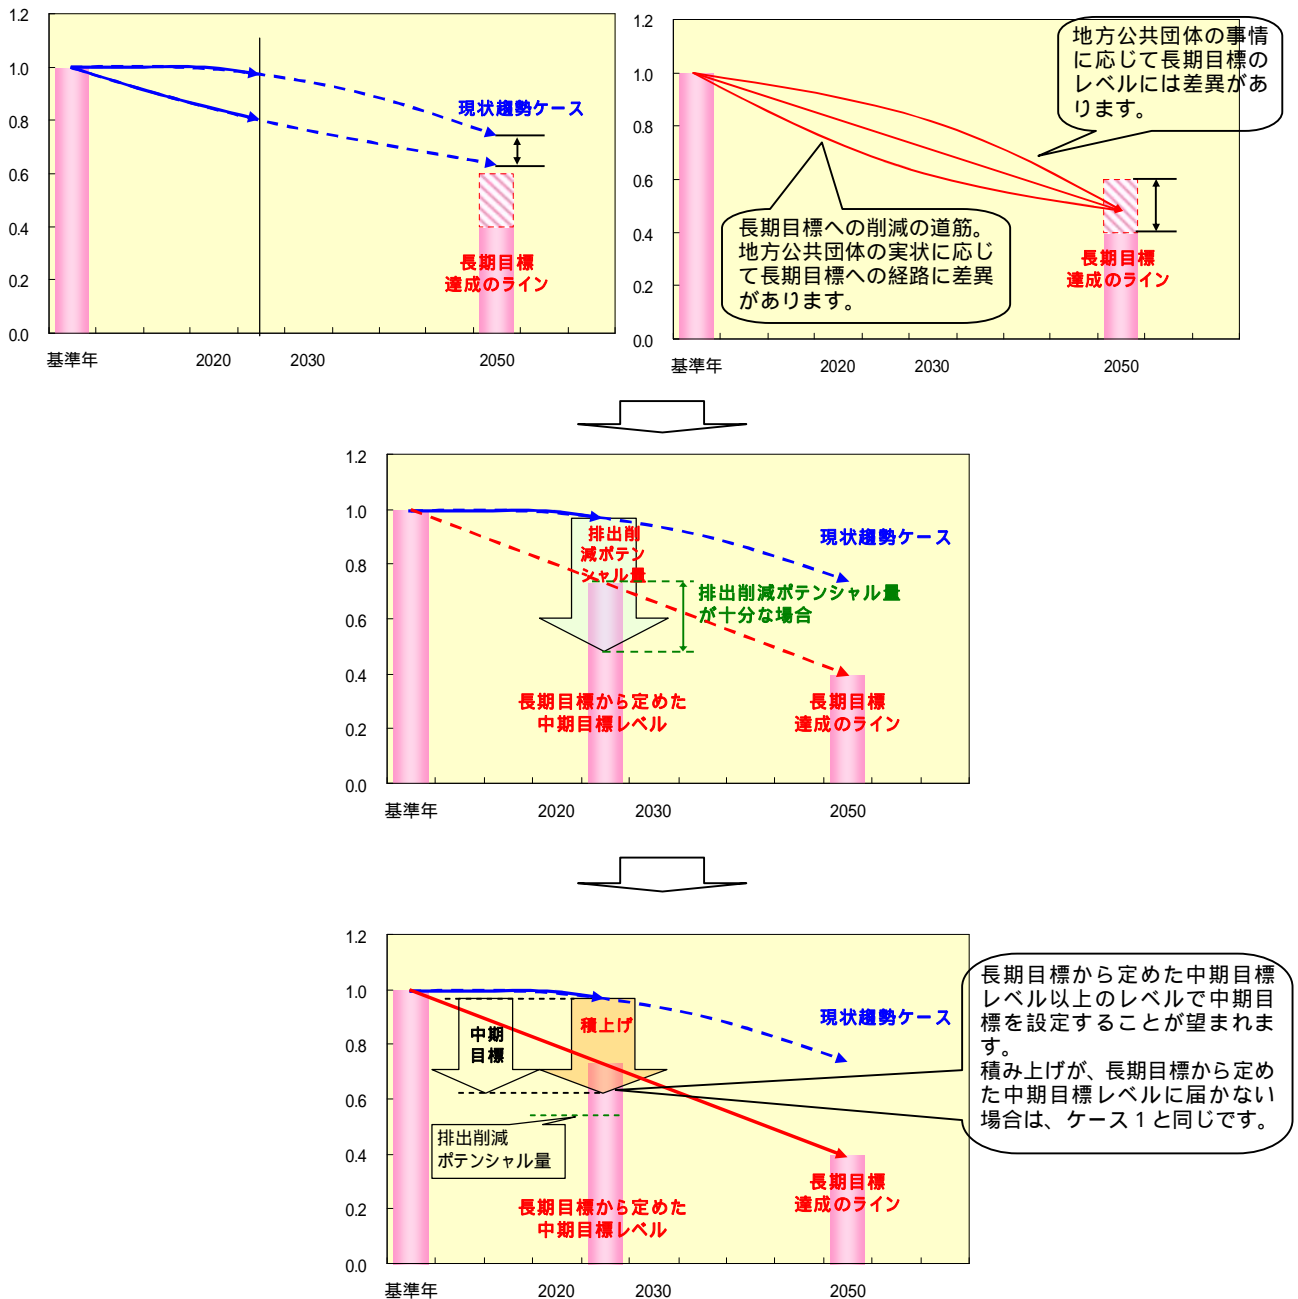 1.2
1.0
0.8
0.6
0.4
0.2
0.0
現状趨勢ケース
長期目標
達成のライン
基準年
2020
2030
2050
1.2
1.0
0.8
0.6
0.4
0.2
0.0
地方公共団体の事情
に応じて長期目標の
レベルには差異があ
ります。
長期目標への削減の道筋。
地方公共団体の実状に応じ
て長期目標への経路に差異
があります。
長期目標
達成のライン
基準年
2020
2030
2050
1.2
1.0
0.8
0.6
0.4
0.2
0.0
排出削
減ポテン
シャル量
現状趨勢ケース
排出削減ポテンシャル量
が十分な場合
長期目標から定めた
中期目標レベル
長期目標
達成のライン
基準年
2020
2030
2050
1.2
1.0
0.8
0.6
0.4
0.2
0.0
中期
目標
積上げ
現状趨勢ケース
長期目標から定めた中期目標
レベル以上のレベルで中期目
標を設定することが望まれま
す。
積み上げが、長期目標から定め
た中期目標レベルに届かない
場合は、ケース1と同じです。
排出削減
ポテンシャル量
長期目標から定めた
中期目標レベル
長期目標
達成のライン
基準年
2020
2030
2050